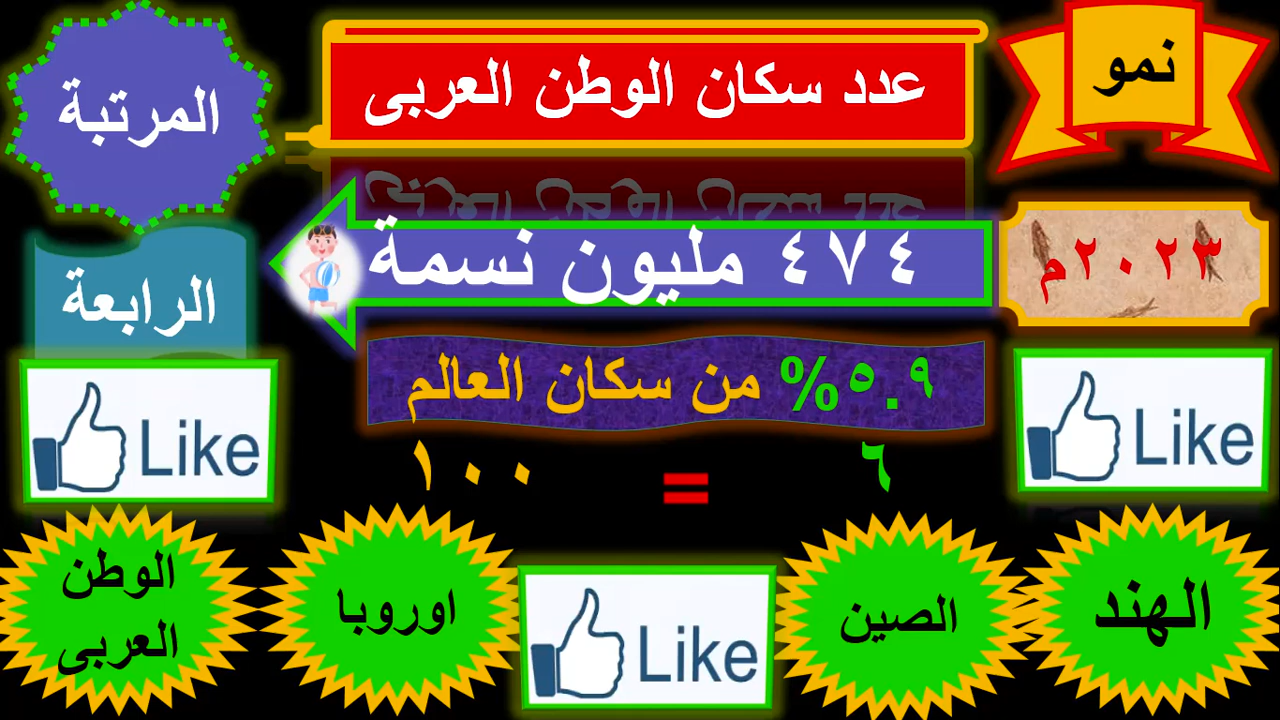 نمو
عدد سكان الوطن العربى
المرتبة
٢٠٢٣م
٤٧٤ مليون نسمة
الرابعة
٥.٩% من سكان العالم
Like
Like
٦ = ١٠٠
الهند
الصين
Like
اوروبا
الوطن
العربى